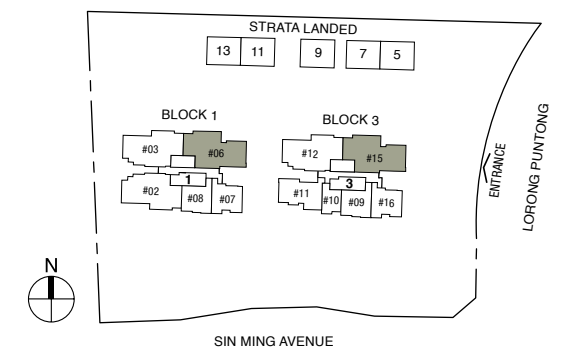 STRATA LANDED
13 11 9 7 5
BLOCK 1
BLOCK 3
#03 #06
#12 #15
1
3
#02 #08 #07
#11 #10 #09 #16
ENTRANCE
LORONG PUNTONG
N
SIN MING AVENUE